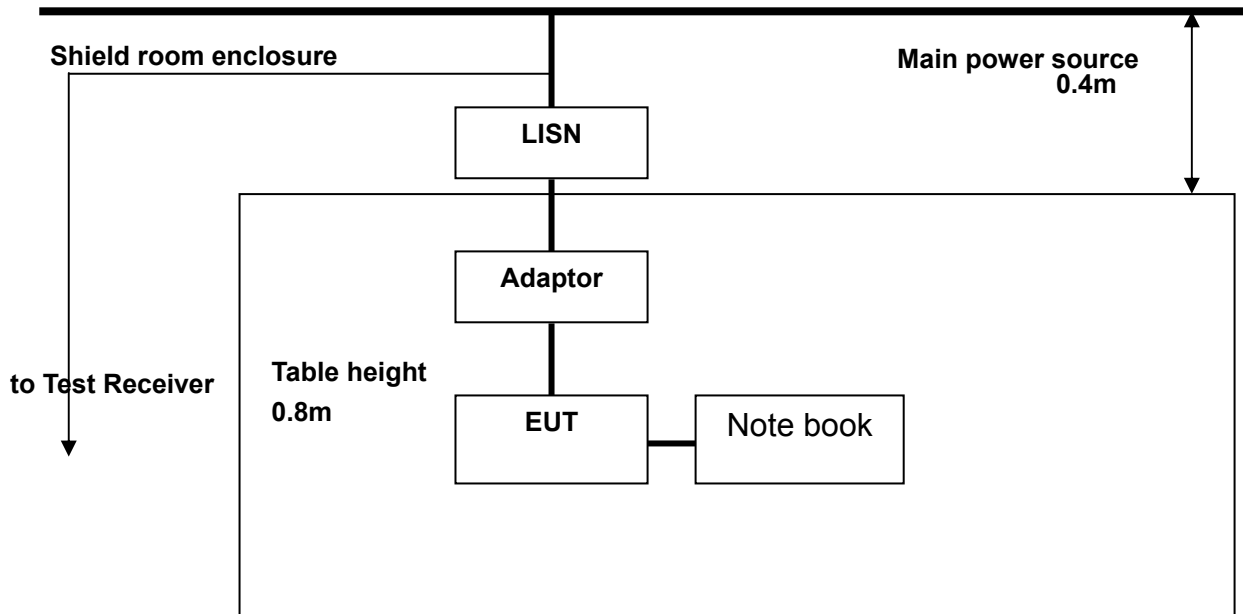 Shield room enclosure
Main power source
0.4m
LISN
Adaptor
to Test Receiver
Table height
0.8m
EUT
Note book